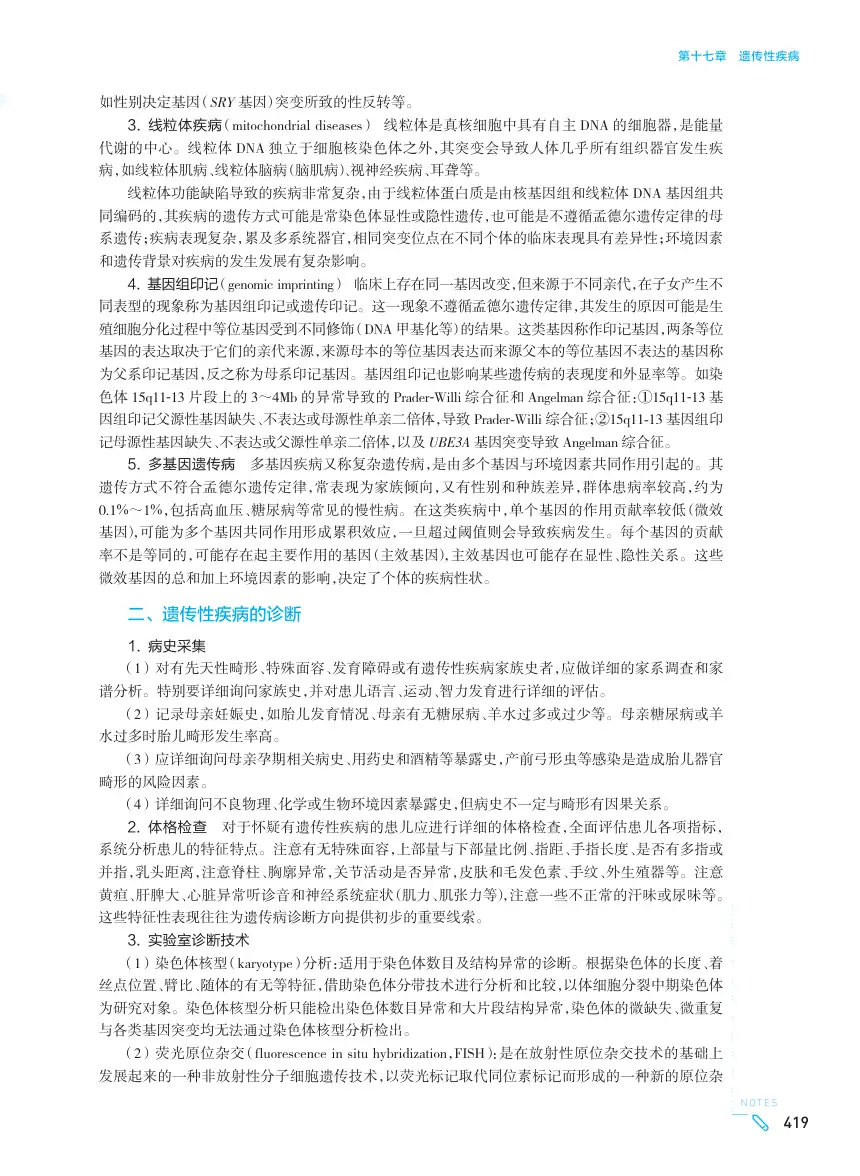 第十七章　遗传性疾病
如性别决定基因（SRY 基因）突变所致的性反转等。
3. 线粒体疾病（mitochondrial diseases）　线粒体是真核细胞中具有自主 DNA 的细胞器，是能量
代谢的中心。线粒体 DNA 独立于细胞核染色体之外，其突变会导致人体几乎所有组织器官发生疾
病，如线粒体肌病、线粒体脑病（脑肌病）、视神经疾病、耳聋等。
线粒体功能缺陷导致的疾病非常复杂，由于线粒体蛋白质是由核基因组和线粒体 DNA 基因组共
同编码的，其疾病的遗传方式可能是常染色体显性或隐性遗传，也可能是不遵循孟德尔遗传定律的母
系遗传；疾病表现复杂，累及多系统器官，相同突变位点在不同个体的临床表现具有差异性；环境因素
和遗传背景对疾病的发生发展有复杂影响。
4. 基因组印记（genomic imprinting）　临床上存在同一基因改变，但来源于不同亲代，在子女产生不
同表型的现象称为基因组印记或遗传印记。这一现象不遵循孟德尔遗传定律，其发生的原因可能是生
殖细胞分化过程中等位基因受到不同修饰（DNA 甲基化等）的结果。这类基因称作印记基因，两条等位
基因的表达取决于它们的亲代来源，来源母本的等位基因表达而来源父本的等位基因不表达的基因称
为父系印记基因，反之称为母系印记基因。基因组印记也影响某些遗传病的表现度和外显率等。如染
色体 15q11-13 片段上的 3～4Mb 的异常导致的 Prader-Willi 综合征和 Angelman 综合征：①15q11-13 基
因组印记父源性基因缺失、不表达或母源性单亲二倍体，导致 Prader-Willi 综合征；②15q11-13 基因组印
记母源性基因缺失、不表达或父源性单亲二倍体，以及 UBE3A 基因突变导致 Angelman 综合征。
5. 多基因遗传病　多基因疾病又称复杂遗传病，是由多个基因与环境因素共同作用引起的。其
遗传方式不符合孟德尔遗传定律，常表现为家族倾向，又有性别和种族差异，群体患病率较高，约为
0.1%～1%，包括高血压、糖尿病等常见的慢性病。在这类疾病中，单个基因的作用贡献率较低（微效
基因），可能为多个基因共同作用形成累积效应，一旦超过阈值则会导致疾病发生。每个基因的贡献
率不是等同的，可能存在起主要作用的基因（主效基因），主效基因也可能存在显性、隐性关系。这些
微效基因的总和加上环境因素的影响，决定了个体的疾病性状。
二、遗传性疾病的诊断
1. 病史采集
（1）对有先天性畸形、特殊面容、发育障碍或有遗传性疾病家族史者，应做详细的家系调查和家
谱分析。特别要详细询问家族史，并对患儿语言、运动、智力发育进行详细的评估。
（2）记录母亲妊娠史，如胎儿发育情况、母亲有无糖尿病、羊水过多或过少等。母亲糖尿病或羊
水过多时胎儿畸形发生率高。
（3）应详细询问母亲孕期相关病史、用药史和酒精等暴露史，产前弓形虫等感染是造成胎儿器官
畸形的风险因素。
（4）详细询问不良物理、化学或生物环境因素暴露史，但病史不一定与畸形有因果关系。
2. 体格检查　对于怀疑有遗传性疾病的患儿应进行详细的体格检查，全面评估患儿各项指标，
系统分析患儿的特征特点。注意有无特殊面容，上部量与下部量比例、指距、手指长度、是否有多指或
并指，乳头距离，注意脊柱、胸廓异常，关节活动是否异常，皮肤和毛发色素、手纹、外生殖器等。注意
黄疸、肝脾大、心脏异常听诊音和神经系统症状（肌力、肌张力等），注意一些不正常的汗味或尿味等。
这些特征性表现往往为遗传病诊断方向提供初步的重要线索。
3. 实验室诊断技术
（1）染色体核型（karyotype）分析：适用于染色体数目及结构异常的诊断。根据染色体的长度、着
丝点位置、臂比、随体的有无等特征，借助染色体分带技术进行分析和比较，以体细胞分裂中期染色体
为研究对象。染色体核型分析只能检出染色体数目异常和大片段结构异常，染色体的微缺失、微重复
与各类基因突变均无法通过染色体核型分析检出。
（2）荧光原位杂交（fluorescence in situ hybridization，FISH）：是在放射性原位杂交技术的基础上
发展起来的一种非放射性分子细胞遗传技术，以荧光标记取代同位素标记而形成的一种新的原位杂
NOTES
419